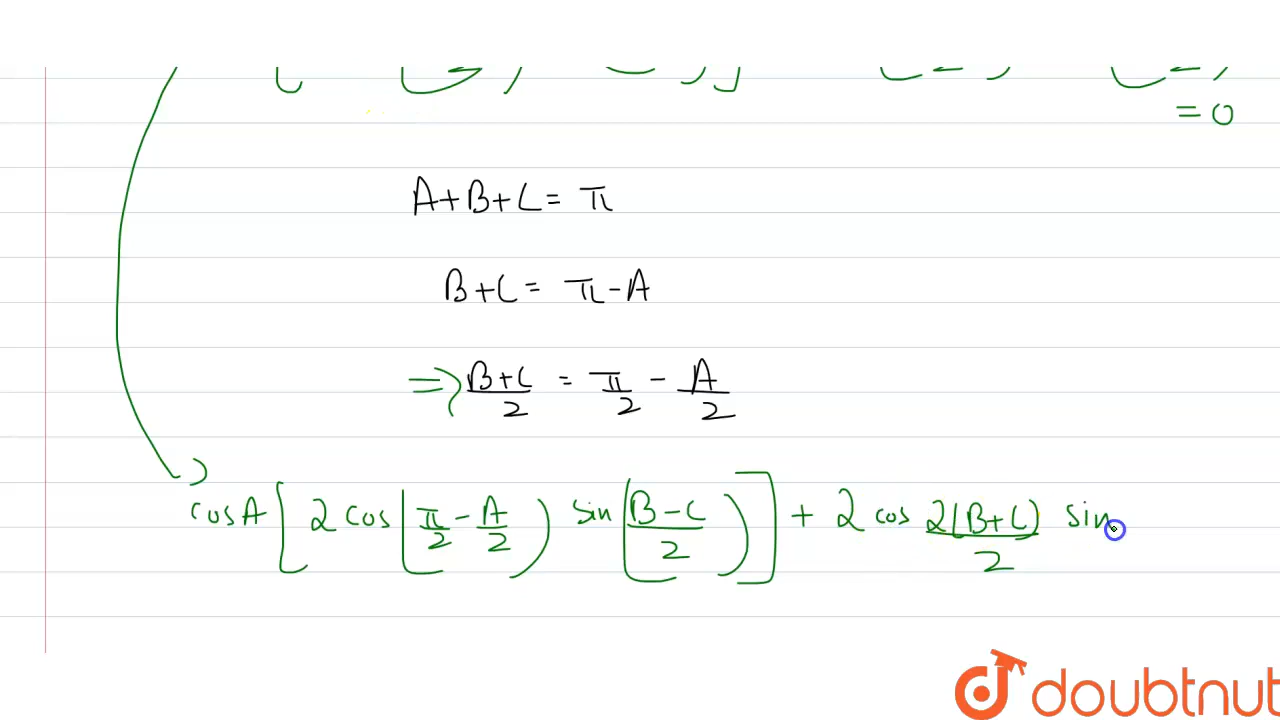 = 0
A+B+C = π
B+C = π-A
=> B+C/2 = π/2 - A/2
cosA [2 cos(π/2 - A/2) sin(B-C/2)] + 2 cos 2(B+C)/2 sin
doubtnut